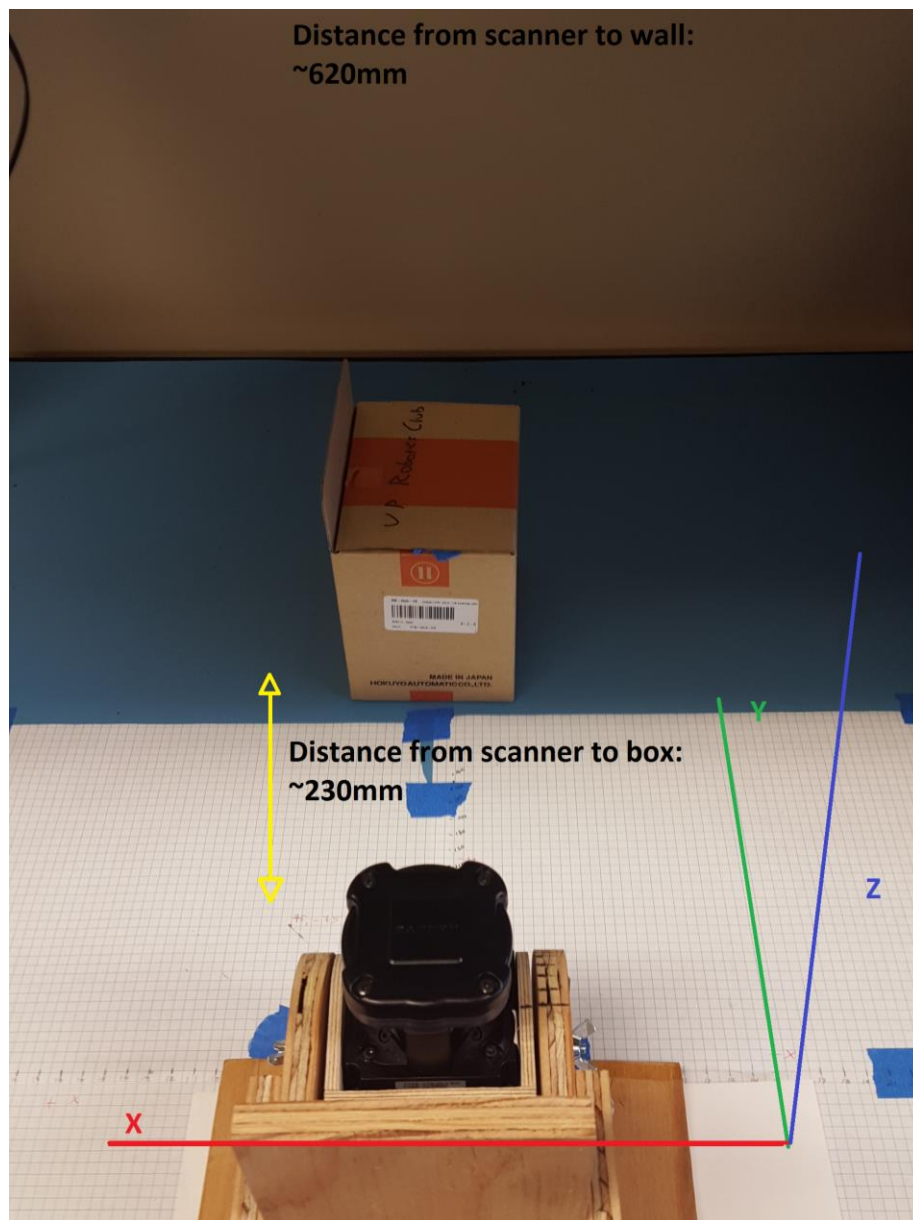 Distance from scanner to wall:
~620mm
UP Robotics Club
MADE IN JAPAN
HOKUYO AUTOMATIC CO.,LTD.
Y
Distance from scanner to box:
~230mm
Z
X